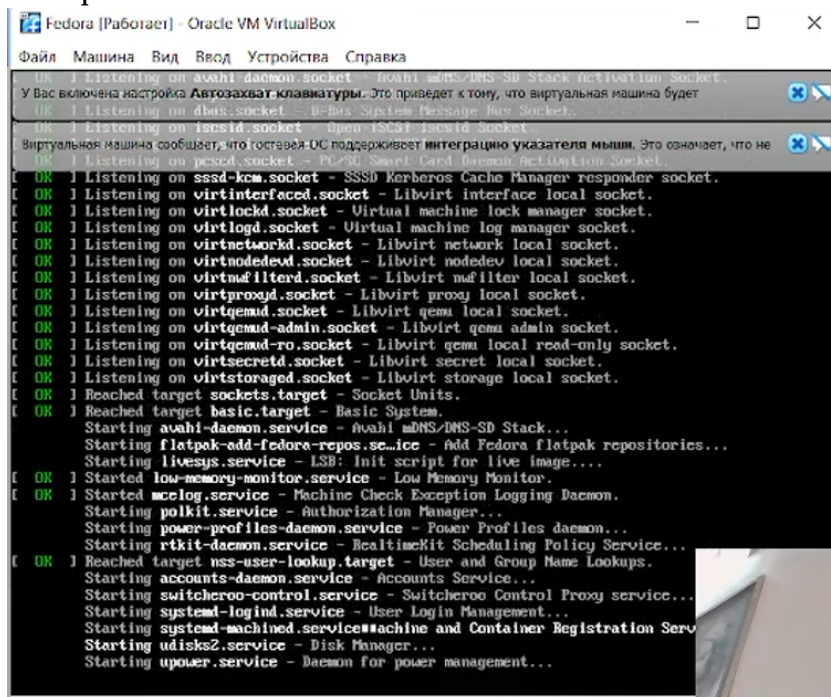 Fedora [Работает] - Oracle VM VirtualBox
Файл Машина Вид Ввод Устройства Справка
[ OK ] Listening on avahi-daemon.socket - Avahi mDNS/DNS-SD Stack Activation Socket.
У Вас включена настройка Автозахват клавиатуры. Это приведет к тому, что виртуальная машина будет
[ OK ] Listening on dbus.socket - D-Bus System Message Bus Socket.
[ OK ] Listening on iscsid.socket - Open-iSCSI iscsid Socket.
Виртуальная машина сообщает, что гостевая ОС поддерживает интеграцию указателя мыши. Это означает, что не
[ OK ] Listening on pcscd.socket - PC/SC Smart Card Daemon Activation Socket.
[ OK ] Listening on sssd-kcm.socket - SSSD Kerberos Cache Manager responder socket.
[ OK ] Listening on virtinterfaced.socket - Libvirt interface local socket.
[ OK ] Listening on virtlockd.socket - Virtual machine lock manager socket.
[ OK ] Listening on virtlogd.socket - Virtual machine log manager socket.
[ OK ] Listening on virtnetworkd.socket - Libvirt network local socket.
[ OK ] Listening on virtnodedevd.socket - Libvirt nodedev local socket.
[ OK ] Listening on virtnwfilterd.socket - Libvirt nwfilter local socket.
[ OK ] Listening on virtproxyd.socket - Libvirt proxy local socket.
[ OK ] Listening on virtqemud.socket - Libvirt qemu local socket.
[ OK ] Listening on virtqemud-admin.socket - Libvirt qemu admin socket.
[ OK ] Listening on virtqemud-ro.socket - Libvirt qemu local read-only socket.
[ OK ] Listening on virtsecretd.socket - Libvirt secret local socket.
[ OK ] Listening on virtstoraged.socket - Libvirt storage local socket.
[ OK ] Reached target sockets.target - Socket Units.
[ OK ] Reached target basic.target - Basic System.
Starting avahi-daemon.service - Avahi mDNS/DNS-SD Stack...
Starting flatpak-add-fedora-repos.se…ice - Add Fedora flatpak repositories...
Starting livesys.service - LSB: Init script for live image....
[ OK ] Started low-memory-monitor.service - Low Memory Monitor.
[ OK ] Started mcelog.service - Machine Check Exception Logging Daemon.
Starting polkit.service - Authorization Manager...
Starting power-profiles-daemon.service - Power Profiles daemon...
Starting rtkit-daemon.service - RealtimeKit Scheduling Policy Service...
[ OK ] Reached target nss-user-lookup.target - User and Group Name Lookups.
Starting accounts-daemon.service - Accounts Service...
Starting switcheroo-control.service - Switcheroo Control Proxy service...
Starting systemd-logind.service - User Login Management...
Starting systemd-machined.service■■achine and Container Registration Serv
Starting udisks2.service - Disk Manager...
Starting upower.service - Daemon for power management...